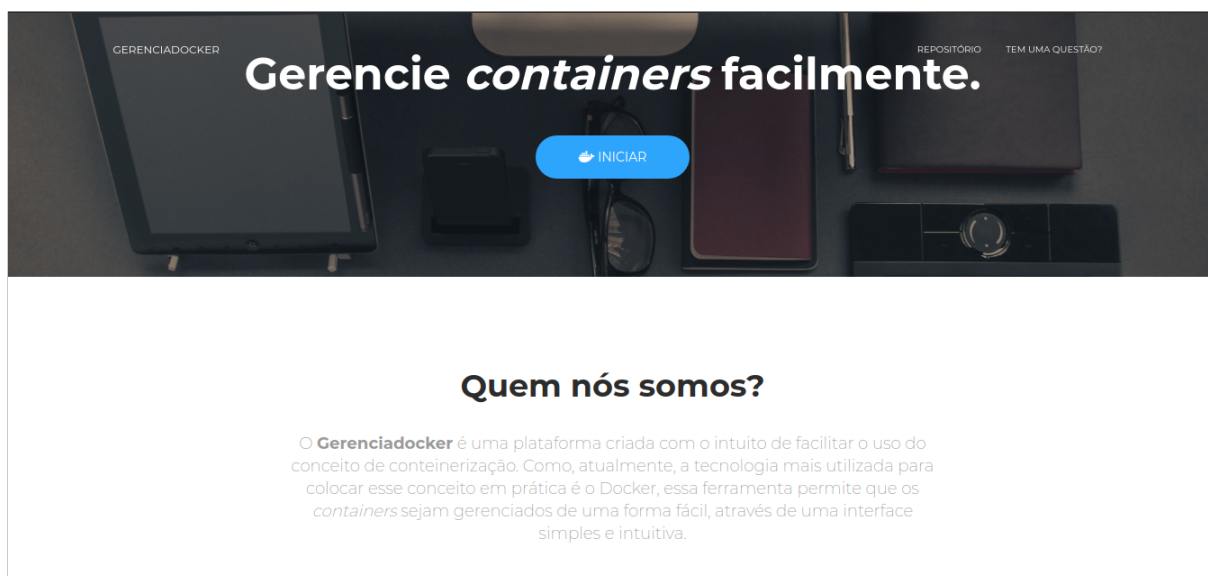 GERENCIADOCKER
REPOSITÓRIO TEM UMA QUESTÃO?
Gerencie containers facilmente.
INICIAR
Quem nós somos?
O Gerenciadocker é uma plataforma criada com o intuito de facilitar o uso do
conceito de conteinerização. Como, atualmente, a tecnologia mais utilizada para
colocar esse conceito em prática é o Docker, essa ferramenta permite que os
containers sejam gerenciados de uma forma fácil, através de uma interface
simples e intuitiva.